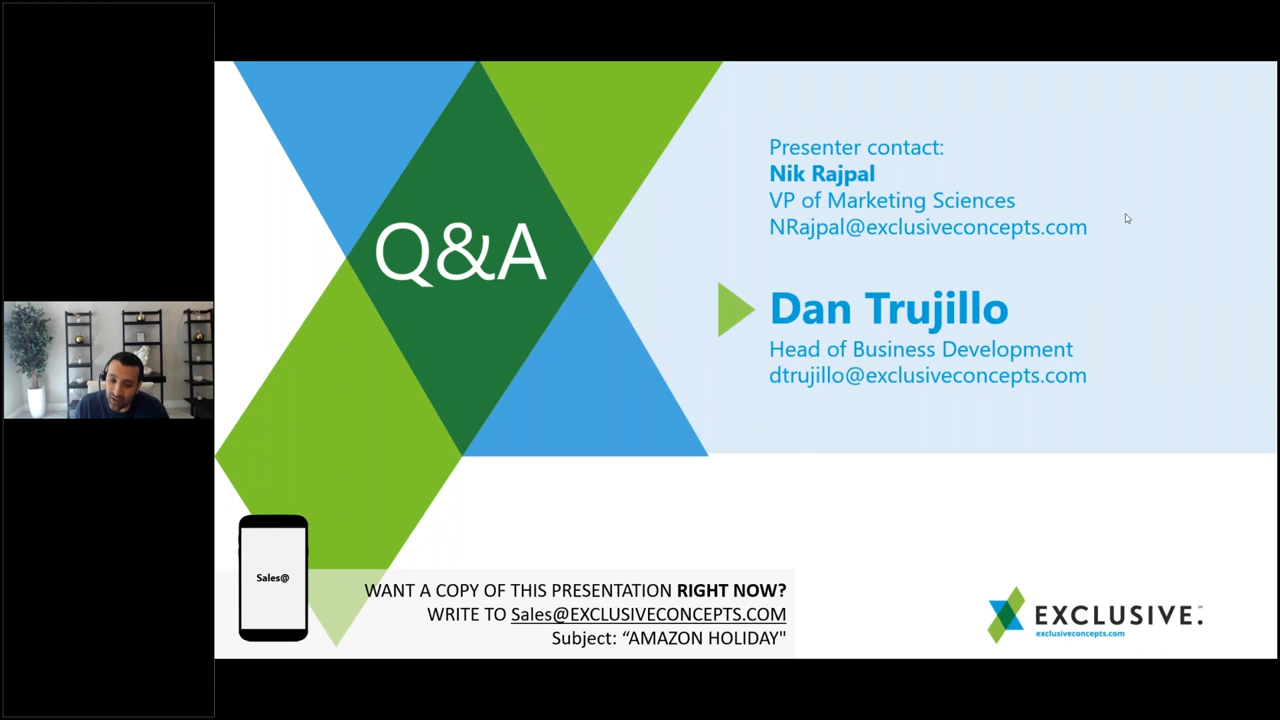 Q&A
Presenter contact:
Nik Rajpal
VP of Marketing Sciences
NRajpal@exclusiveconcepts.com
Dan Trujillo
Head of Business Development
dtrujillo@exclusiveconcepts.com
Sales@
WANT A COPY OF THIS PRESENTATION RIGHT NOW?
WRITE TO Sales@EXCLUSIVECONCEPTS.COM
Subject: “AMAZON HOLIDAY"
EXCLUSIVE.
exclusiveconcepts.com